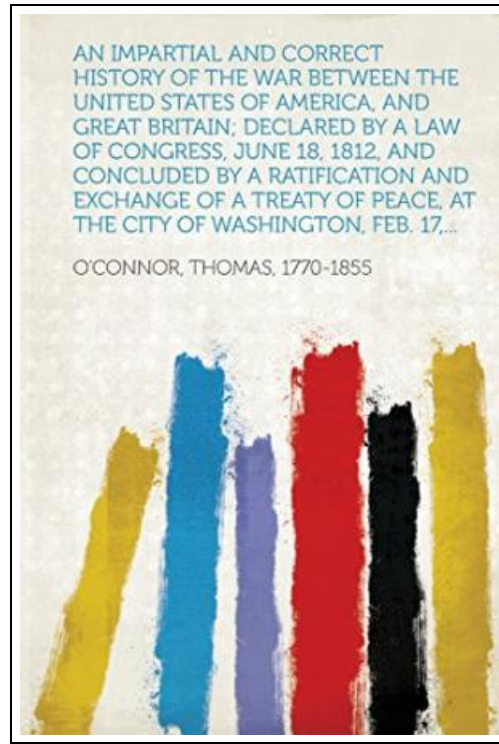 AN IMPARTIAL AND CORRECT
HISTORY OF THE WAR BETWEEN THE
UNITED STATES OF AMERICA, AND
GREAT BRITAIN; DECLARED BY A LAW
OF CONGRESS, JUNE 18, 1812, AND
CONCLUDED BY A RATIFICATION AND
EXCHANGE OF A TREATY OF PEACE, AT
THE CITY OF WASHINGTON, FEB. 17,...
O'CONNOR, THOMAS, 1770-1855